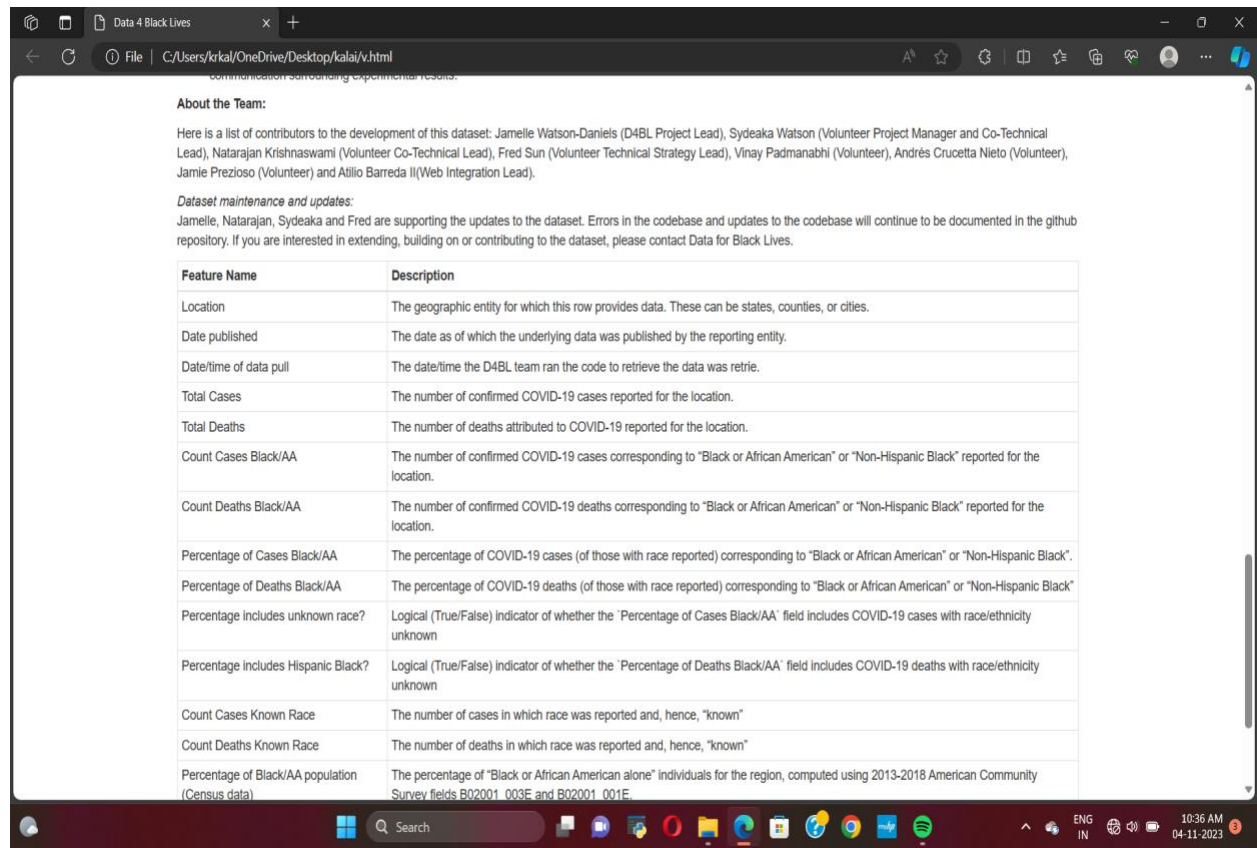 Data 4 Black Lives
File
C:/Users/krkal/OneDrive/Desktop/kalai/v.html
communication surrounding experimental results.
About the Team:
Here is a list of contributors to the development of this dataset: Jamelle Watson-Daniels (D4BL Project Lead), Sydeaka Watson (Volunteer Project Manager and Co-Technical
Lead), Natarajan Krishnaswami (Volunteer Co-Technical Lead), Fred Sun (Volunteer Technical Strategy Lead), Vinay Padmanabhi (Volunteer), Andrés Crucetta Nieto (Volunteer),
Jamie Prezioso (Volunteer) and Atilio Barreda II(Web Integration Lead).
Dataset maintenance and updates:
Jamelle, Natarajan, Sydeaka and Fred are supporting the updates to the dataset. Errors in the codebase and updates to the codebase will continue to be documented in the github
repository. If you are interested in extending, building on or contributing to the dataset, please contact Data for Black Lives.
Feature Name Description
Location The geographic entity for which this row provides data. These can be states, counties, or cities.
Date published The date as of which the underlying data was published by the reporting entity.
Date/time of data pull The date/time the D4BL team ran the code to retrieve the data was retrie.
Total Cases The number of confirmed COVID-19 cases reported for the location.
Total Deaths The number of deaths attributed to COVID-19 reported for the location.
Count Cases Black/AA The number of confirmed COVID-19 cases corresponding to “Black or African American” or “Non-Hispanic Black” reported for the
location.
Count Deaths Black/AA The number of confirmed COVID-19 deaths corresponding to “Black or African American” or “Non-Hispanic Black” reported for the
location.
Percentage of Cases Black/AA The percentage of COVID-19 cases (of those with race reported) corresponding to “Black or African American” or “Non-Hispanic Black”.
Percentage of Deaths Black/AA The percentage of COVID-19 deaths (of those with race reported) corresponding to “Black or African American” or “Non-Hispanic Black”
Percentage includes unknown race? Logical (True/False) indicator of whether the `Percentage of Cases Black/AA` field includes COVID-19 cases with race/ethnicity
unknown
Percentage includes Hispanic Black? Logical (True/False) indicator of whether the `Percentage of Deaths Black/AA` field includes COVID-19 deaths with race/ethnicity
unknown
Count Cases Known Race The number of cases in which race was reported and, hence, “known”
Count Deaths Known Race The number of deaths in which race was reported and, hence, “known”
Percentage of Black/AA population The percentage of “Black or African American alone” individuals for the region, computed using 2013-2018 American Community
(Census data) Survey fields B02001_003E and B02001_001E.
Search
ENG
IN
10:36 AM
04-11-2023
3